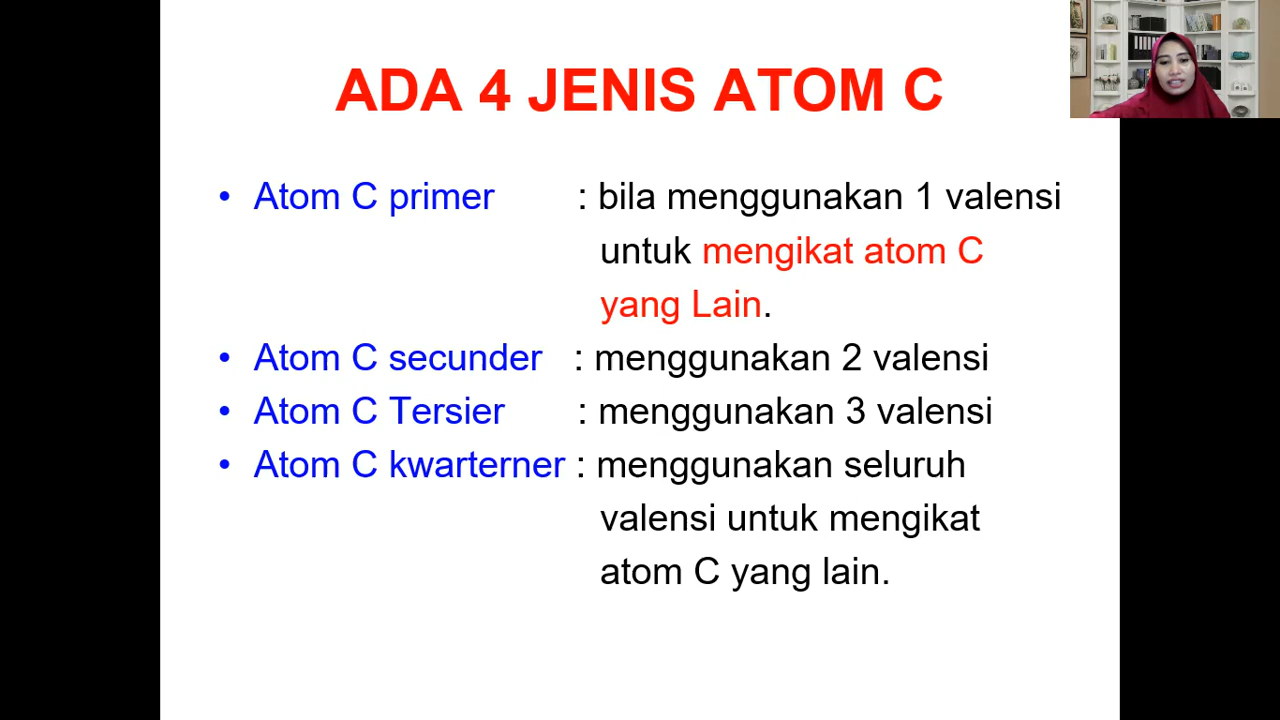 ADA 4 JENIS ATOM C
• Atom C primer : bila menggunakan 1 valensi
untuk mengikat atom C
yang Lain.
• Atom C secunder : menggunakan 2 valensi
• Atom C Tersier : menggunakan 3 valensi
• Atom C kwarterner : menggunakan seluruh
valensi untuk mengikat
atom C yang lain.